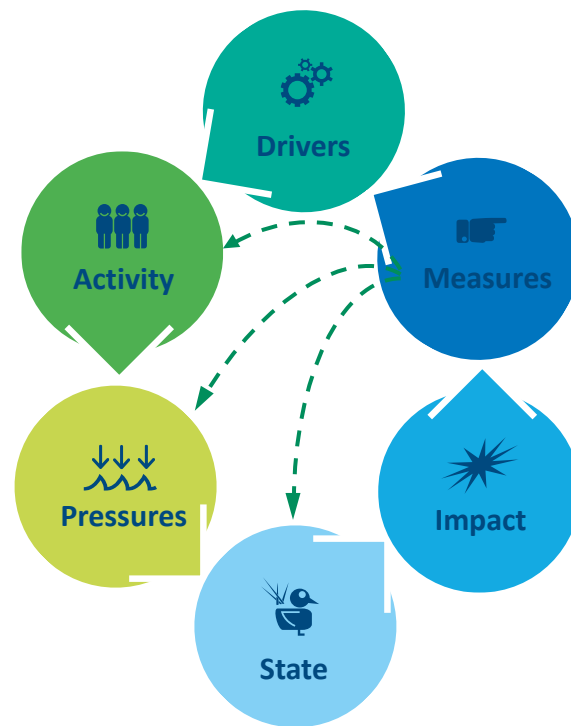 Drivers
Activity
Measures
Pressures
Impact
State